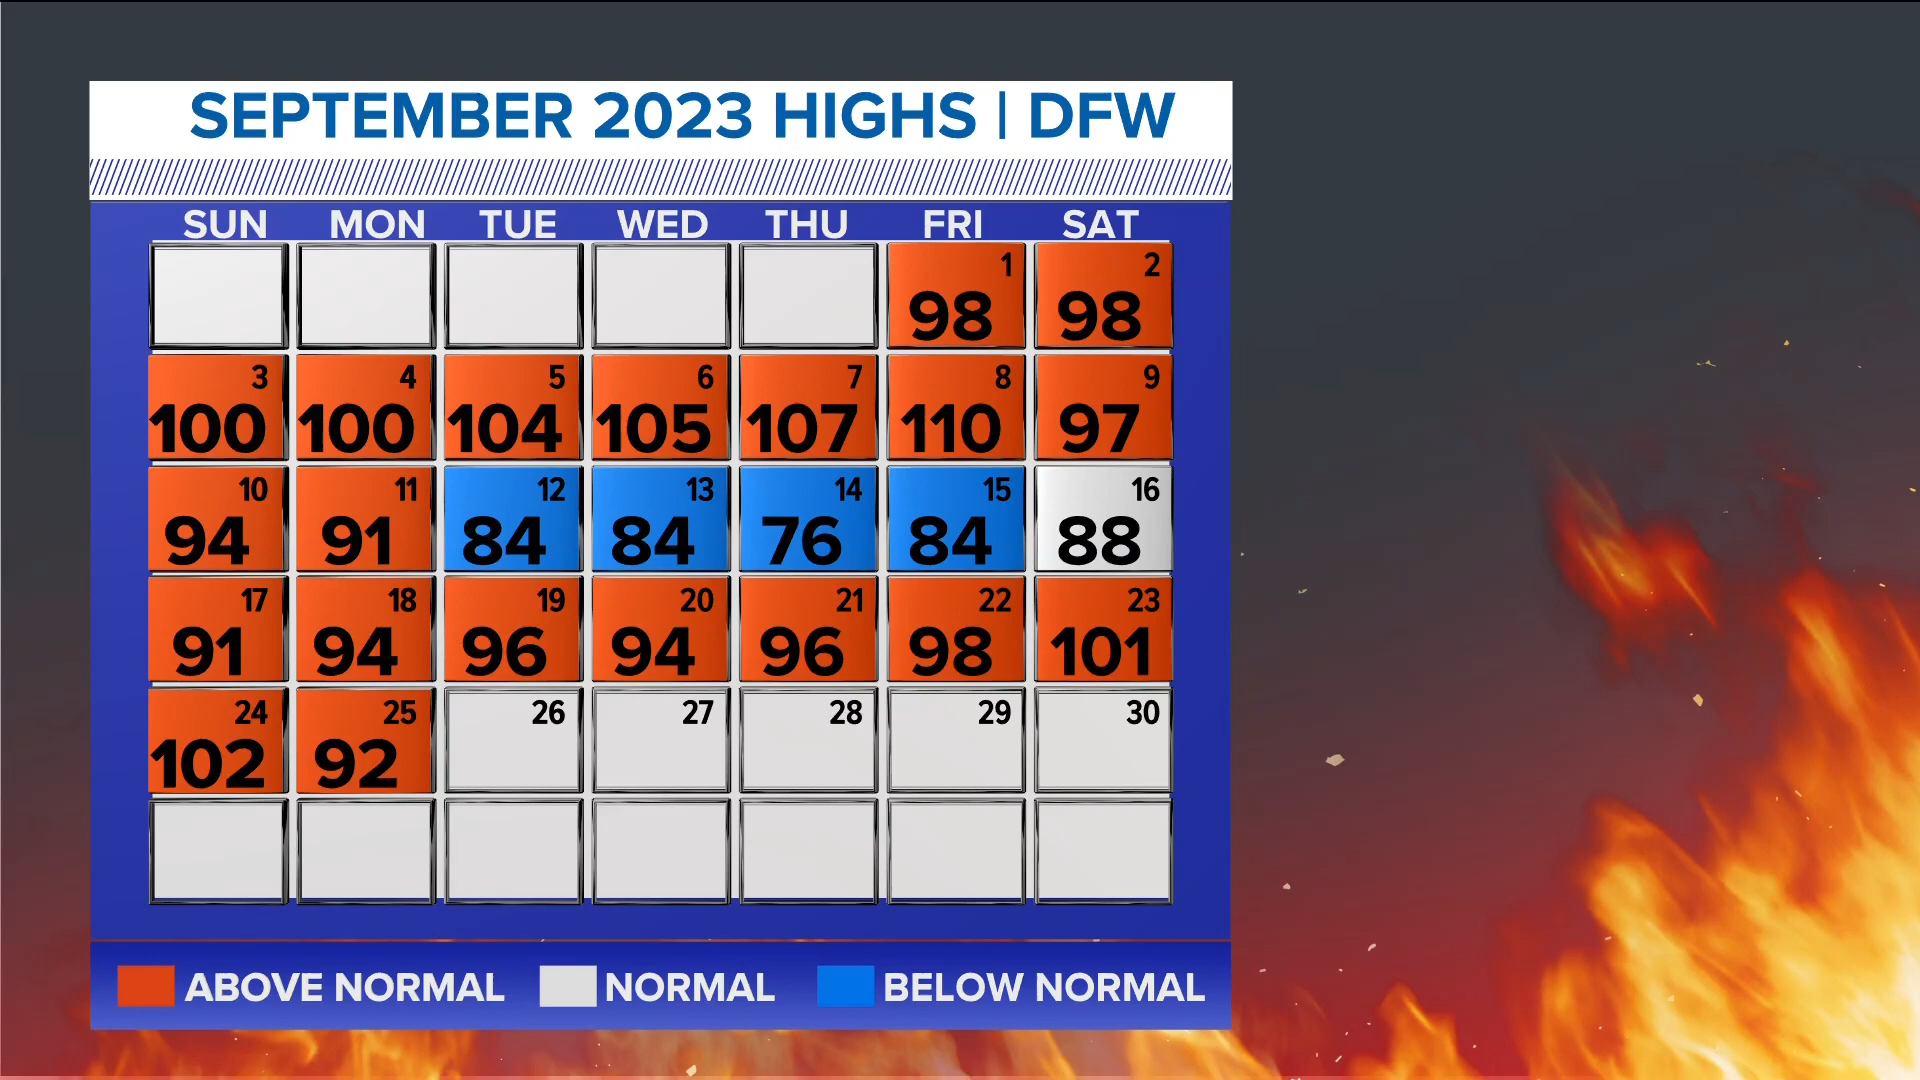 SEPTEMBER 2023 HIGHS | DFW
SUN MON TUE WED THU FRI SAT
1 2
98 98
3 4 5 6 7 8 9
100 100 104 105 107 110 97
10 11 12 13 14 15 16
94 91 84 84 76 84 88
17 18 19 20 21 22 23
91 94 96 94 96 98 101
24 25 26 27 28 29 30
102 92
ABOVE NORMAL NORMAL BELOW NORMAL